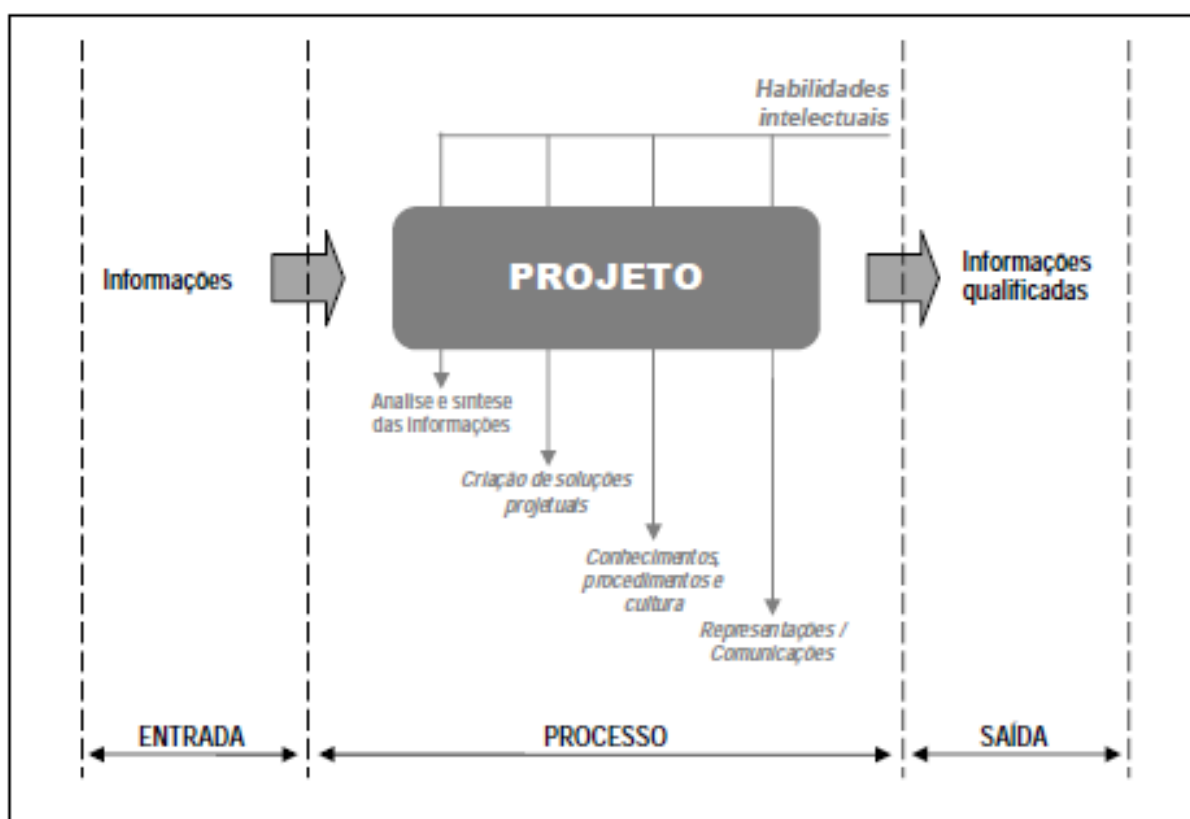 Habilidades
intelectuais
Informações
PROJETO
Informações
qualificadas
Analise e sintese
das informações
Criação de soluções
projetuais
Conhecimentos,
procedimentos e
cultura
Representações /
Comunicações
ENTRADA
PROCESSO
SAÍDA